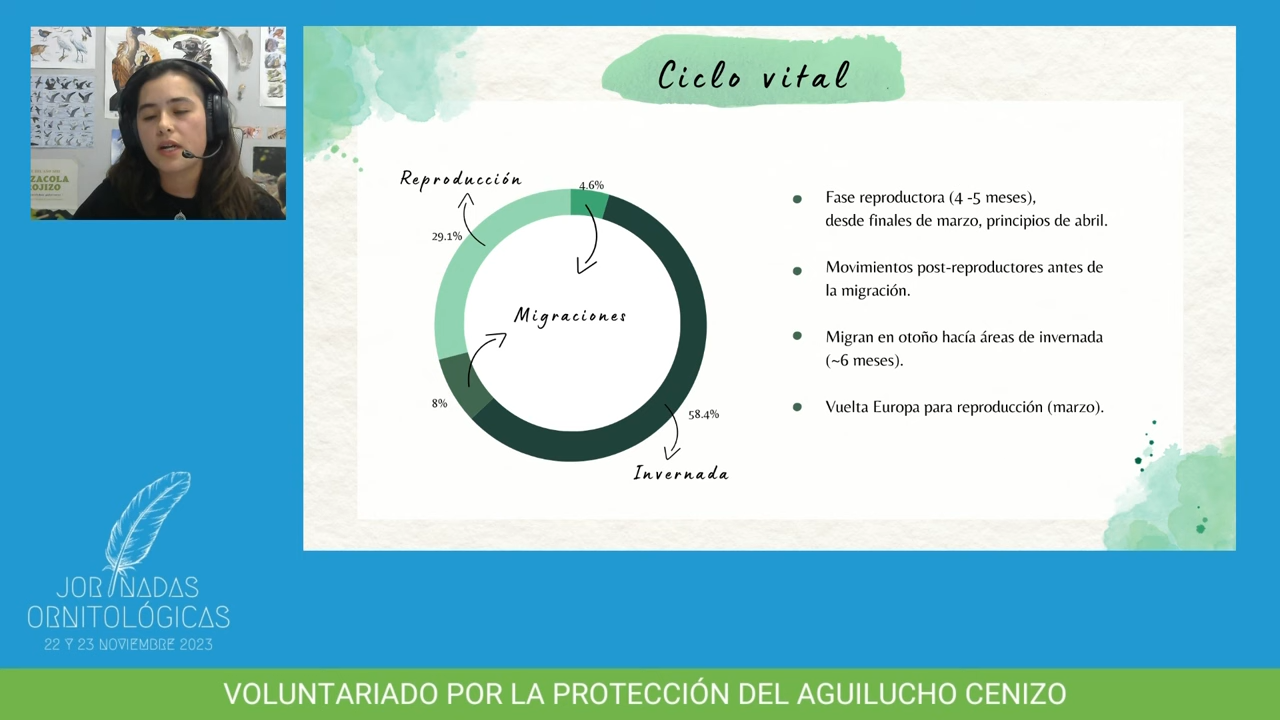 Ciclo vital
Reproducción
4.6%
29.1%
Migraciones
8%
58.4%
Invernada
Fase reproductora (4 -5 meses),
desde finales de marzo, principios de abril.
Movimientos post-reproductores antes de
la migración.
Migran en otoño hacía áreas de invernada
(~6 meses).
Vuelta Europa para reproducción (marzo).
ZACOLA
ROJIZO
JORNADAS
ORNITOLÓGICAS
22 Y 23 NOVIEMBRE 2023
VOLUNTARIADO POR LA PROTECCIÓN DEL AGUILUCHO CENIZO